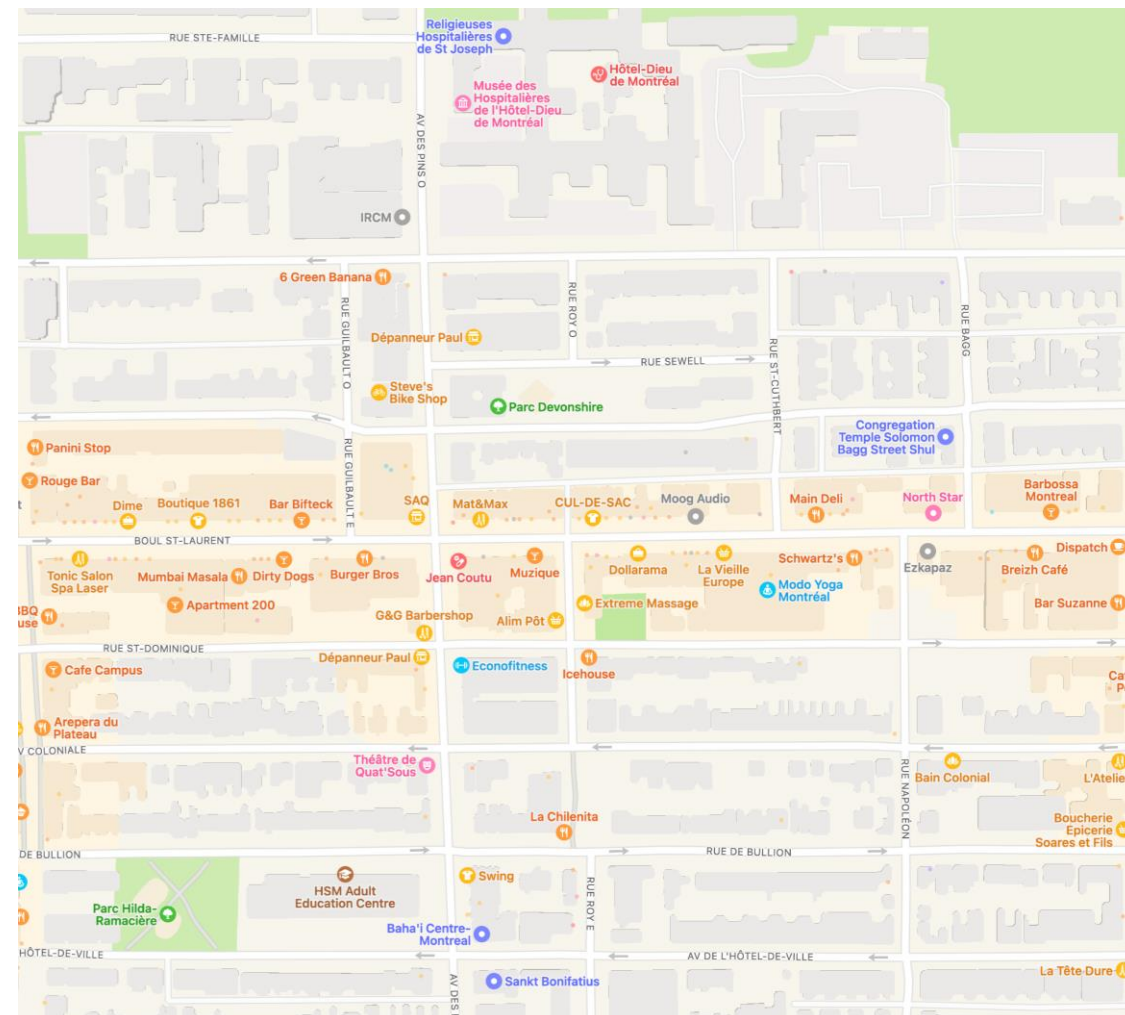 RUE STE-FAMILLE
Religieuses
Hospitalières
de St Joseph
Hôtel-Dieu
de Montréal
Musée des
Hospitalières
de l'Hôtel-Dieu
de Montréal
AV DES PINS O
IRCM
6 Green Banana
RUE GUILBAULT O
RUE ROY O
Dépanneur Paul
RUE SEWELL
RUE ST-CUTHBERT
RUE BAGG
Steve's
Bike Shop
Parc Devonshire
Congregation
Temple Solomon
Bagg Street Shul
Panini Stop
RUE GUILBAULT E
Rouge Bar
t
Dime
Boutique 1861
Bar Bifteck
SAQ
Mat&Max
CUL-DE-SAC
Moog Audio
Main Deli
North Star
Barbossa
Montreal
BOUL ST-LAURENT
Tonic Salon
Spa Laser
Mumbai Masala
Dirty Dogs
Burger Bros
Jean Coutu
Muzique
Dollarama
La Vieille
Europe
Schwartz's
Modo Yoga
Montréal
Ezkapaz
Dispatch
Breizh Café
BBQ
use
Apartment 200
G&G Barbershop
Alim Pôt
Extreme Massage
Bar Suzanne
RUE ST-DOMINIQUE
Dépanneur Paul
Cafe Campus
Econofitness
Icehouse
Ca
P
Arepera du
Plateau
V COLONIALE
Théâtre de
Quat'Sous
RUE NAPOLÉON
Bain Colonial
L'Atelie
La Chilenita
Boucherie
Epicerie
Soares et Fils
DE BULLION
RUE DE BULLION
HSM Adult
Education Centre
Swing
RUE ROY E
Parc Hilda-
Ramacière
Baha'i Centre-
Montreal
HÔTEL-DE-VILLE
AV DE L'HÔTEL-DE-VILLE
AV DES
Sankt Bonifatius
La Tête Dure